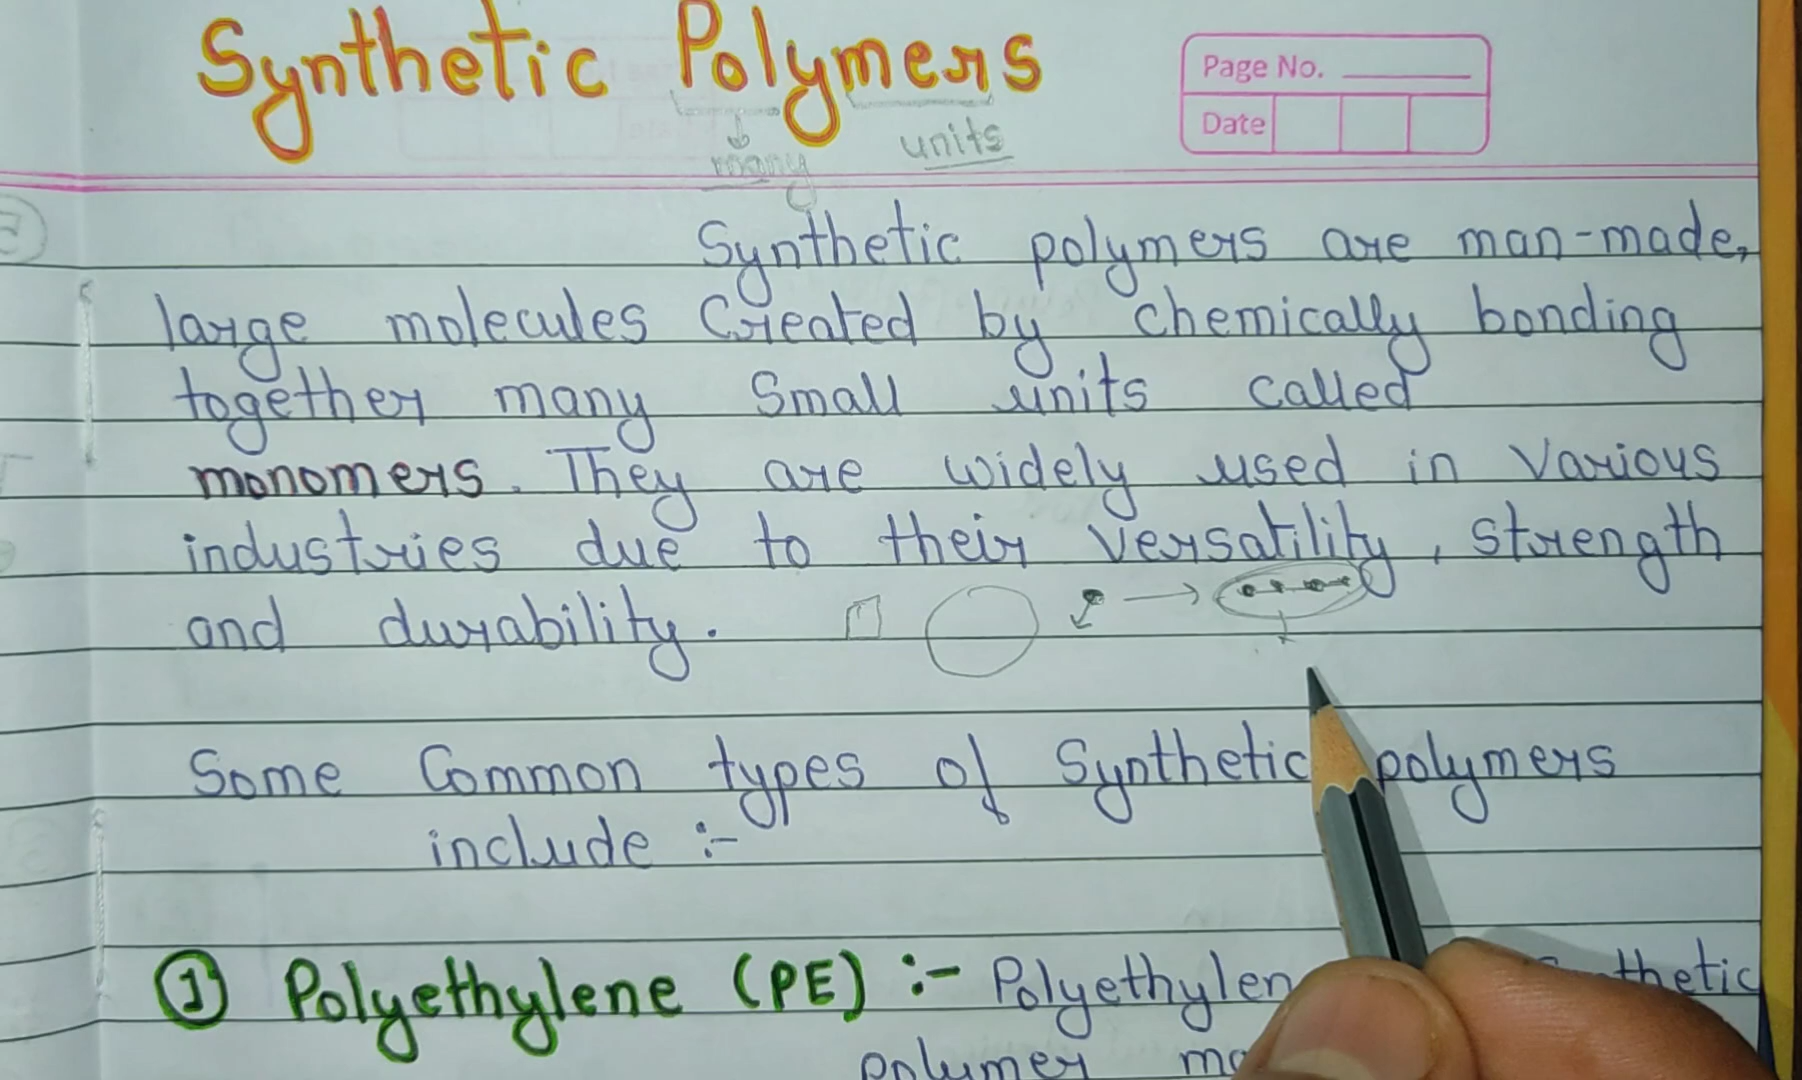 Synthetic Polymers
many units
Page No.
Date
Synthetic polymers are man-made,
large molecules Created by chemically bonding
together many Small units called
monomers. They are widely used in Various
industries due to their versatility, strength
and durability.
Some Common types of Synthetic polymers
include :-
① Polyethylene (PE) :- Polyethylen thetic
polymer